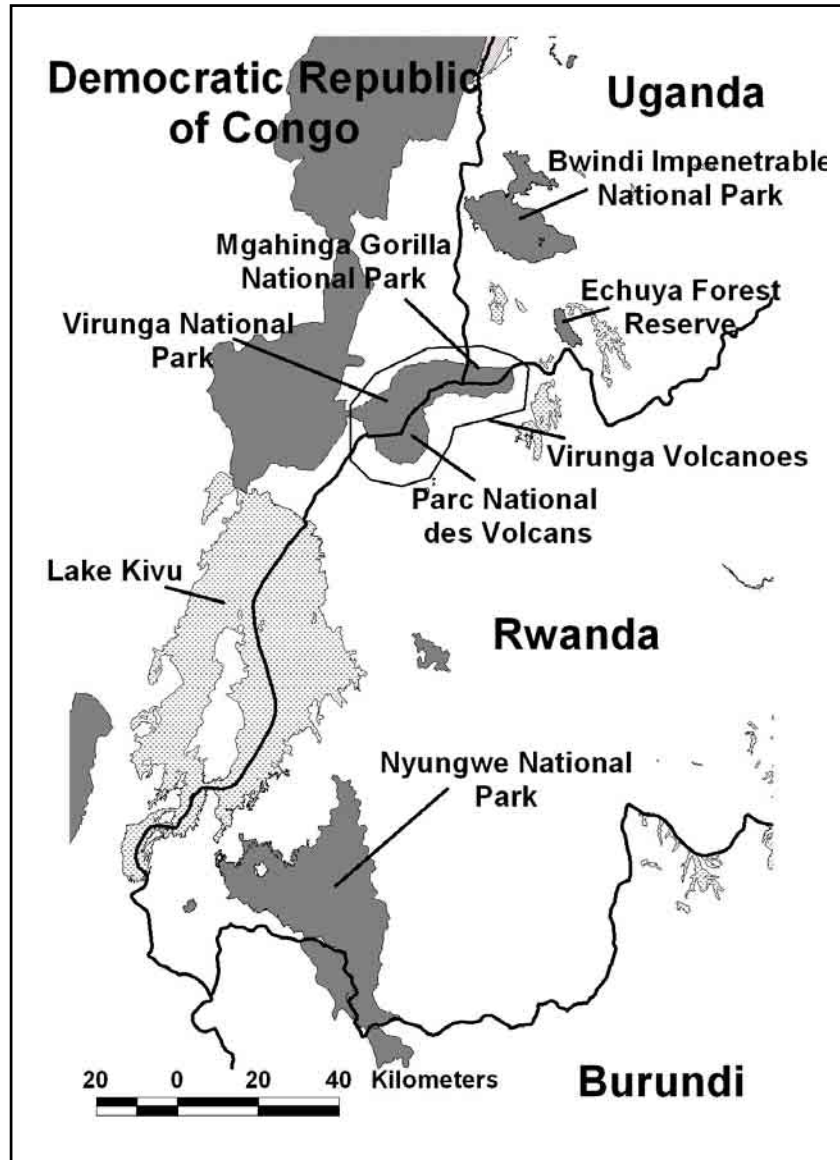 Democratic Republic
of Congo
Uganda
Bwindi Impenetrable
National Park
Mgahinga Gorilla
National Park
Echuya Forest
Reserve
Virunga National
Park
Virunga Volcanoes
Parc National
des Volcans
Lake Kivu
Rwanda
Nyungwe National
Park
20 0 20 40 Kilometers
Burundi